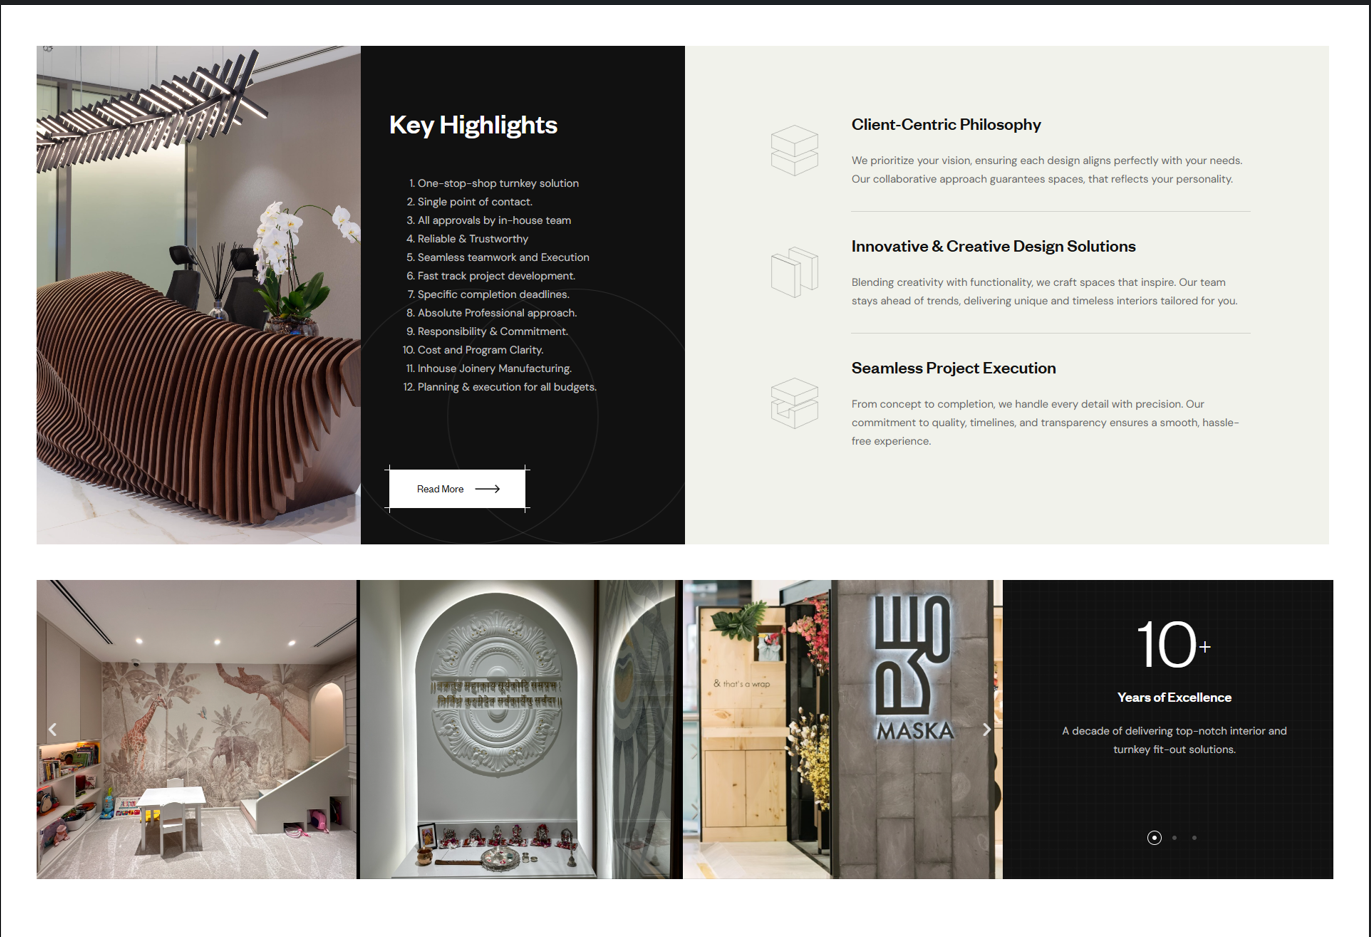 Key Highlights
1. One-stop-shop turnkey solution
2. Single point of contact.
3. All approvals by in-house team
4. Reliable & Trustworthy
5. Seamless teamwork and Execution
6. Fast track project development.
7. Specific completion deadlines.
8. Absolute Professional approach.
9. Responsibility & Commitment.
10. Cost and Program Clarity.
11. Inhouse Joinery Manufacturing.
12. Planning & execution for all budgets.
Read More
Client-Centric Philosophy
We prioritize your vision, ensuring each design aligns perfectly with your needs.
Our collaborative approach guarantees spaces, that reflects your personality.
Innovative & Creative Design Solutions
Blending creativity with functionality, we craft spaces that inspire. Our team
stays ahead of trends, delivering unique and timeless interiors tailored for you.
Seamless Project Execution
From concept to completion, we handle every detail with precision. Our
commitment to quality, timelines, and transparency ensures a smooth, hassle-
free experience.
& that's a wrap
MASKA
10+
Years of Excellence
A decade of delivering top-notch interior and
turnkey fit-out solutions.